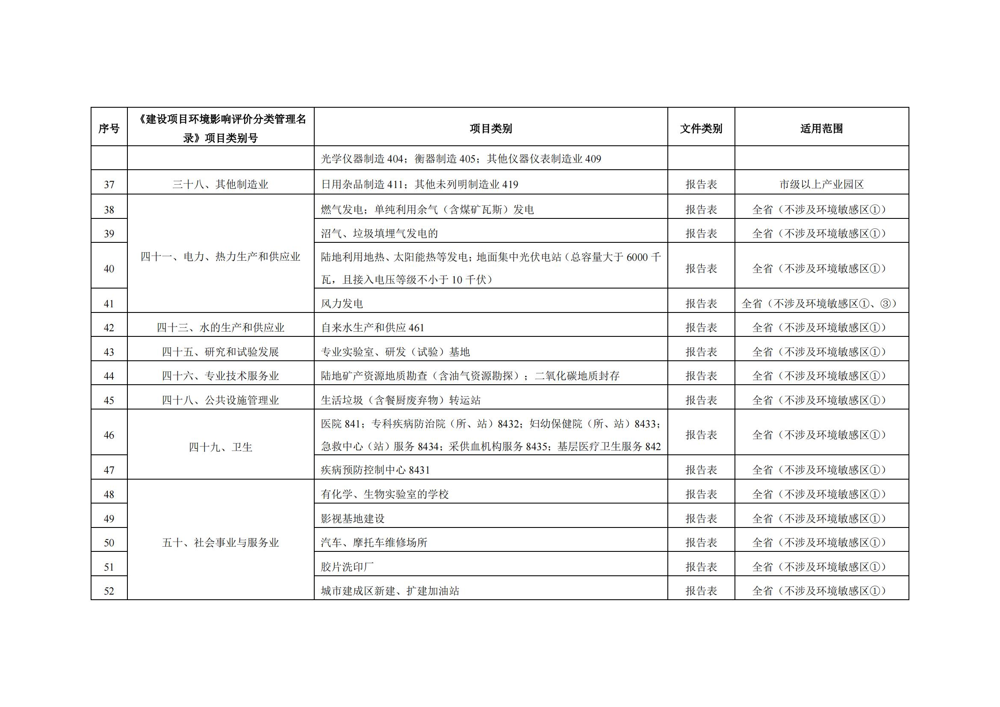 序号 《建设项目环境影响评价分类管理名录》项目类别号 项目类别 文件类别 适用范围
光学仪器制造 404；衡器制造 405；其他仪器仪表制造业 409
37 三十八、其他制造业 日用杂品制造 411；其他未列明制造业 419 报告表 市级以上产业园区
四十一、电力、热力生产和供应业
38 燃气发电；单纯利用余气（含煤矿瓦斯）发电 报告表 全省（不涉及环境敏感区①）
39 沼气、垃圾填埋气发电的 报告表 全省（不涉及环境敏感区①）
40 陆地利用地热、太阳能热等发电；地面集中光伏电站（总容量大于 6000 千
瓦，且接入电压等级不小于 10 千伏） 报告表 全省（不涉及环境敏感区①）
41 风力发电 报告表 全省（不涉及环境敏感区①、③）
42 四十三、水的生产和供应业 自来水生产和供应 461 报告表 全省（不涉及环境敏感区①）
43 四十五、研究和试验发展 专业实验室、研发（试验）基地 报告表 全省（不涉及环境敏感区①）
44 四十六、专业技术服务业 陆地矿产资源地质勘查（含油气资源勘探）；二氧化碳地质封存 报告表 全省（不涉及环境敏感区①）
45 四十八、公共设施管理业 生活垃圾（含餐厨废弃物）转运站 报告表 全省（不涉及环境敏感区①）
四十九、卫生
46 医院 841；专科疾病防治院（所、站）8432；妇幼保健院（所、站）8433；
急救中心（站）服务 8434；采供血机构服务 8435；基层医疗卫生服务 842 报告表 全省（不涉及环境敏感区①）
47 疾病预防控制中心 8431 报告表 全省（不涉及环境敏感区①）
五十、社会事业与服务业
48 有化学、生物实验室的学校 报告表 全省（不涉及环境敏感区①）
49 影视基地建设 报告表 全省（不涉及环境敏感区①）
50 汽车、摩托车维修场所 报告表 全省（不涉及环境敏感区①）
51 胶片洗印厂 报告表 全省（不涉及环境敏感区①）
52 城市建成区新建、扩建加油站 报告表 全省（不涉及环境敏感区①）